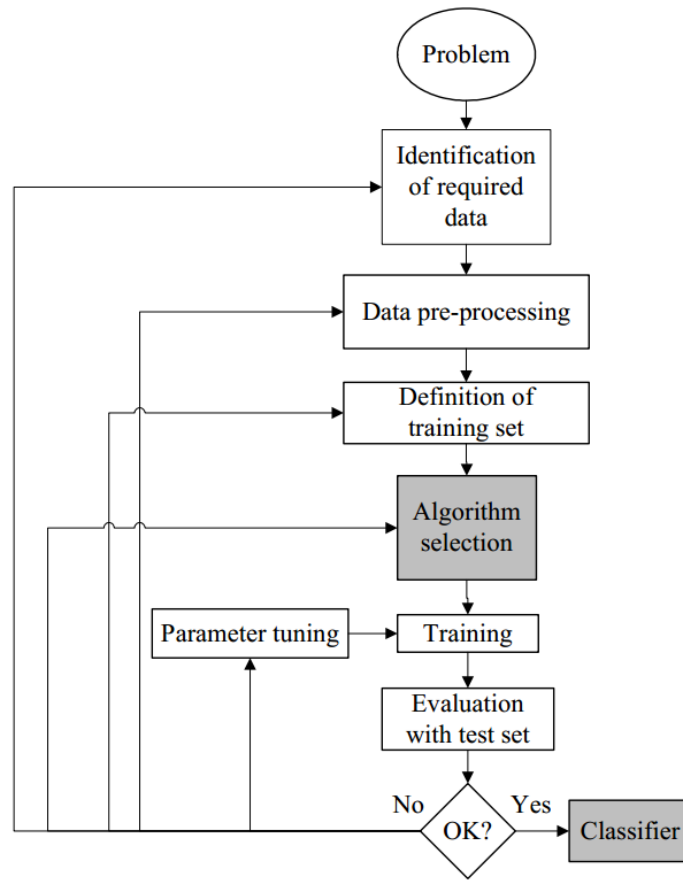 Problem
Identification
of required
data
Data pre-processing
Definition of
training set
Algorithm
selection
Parameter tuning
Training
Evaluation
with test set
No
Yes
OK?
Classifier